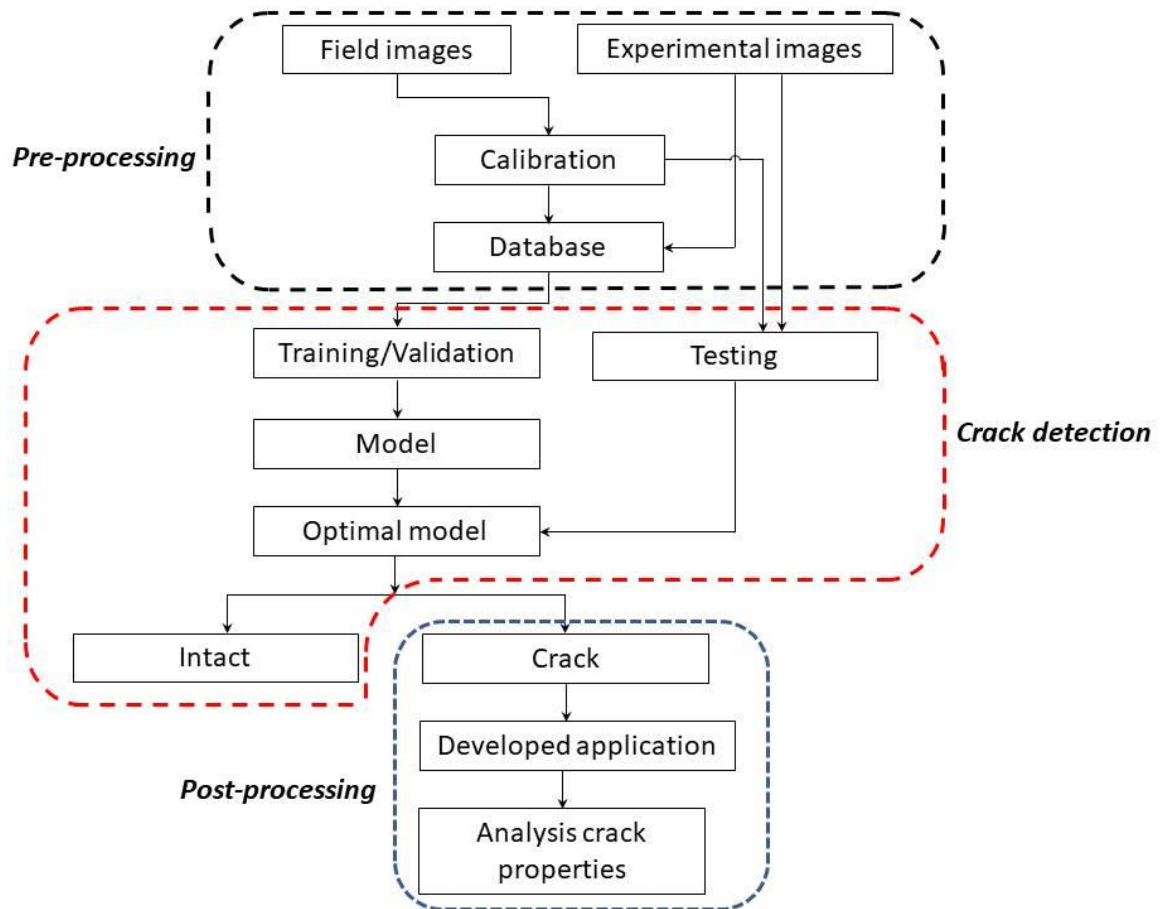 Field images
Experimental images
Pre-processing
Calibration
Database
Training/Validation
Testing
Model
Crack detection
Optimal model
Intact
Crack
Developed application
Post-processing
Analysis crack
properties